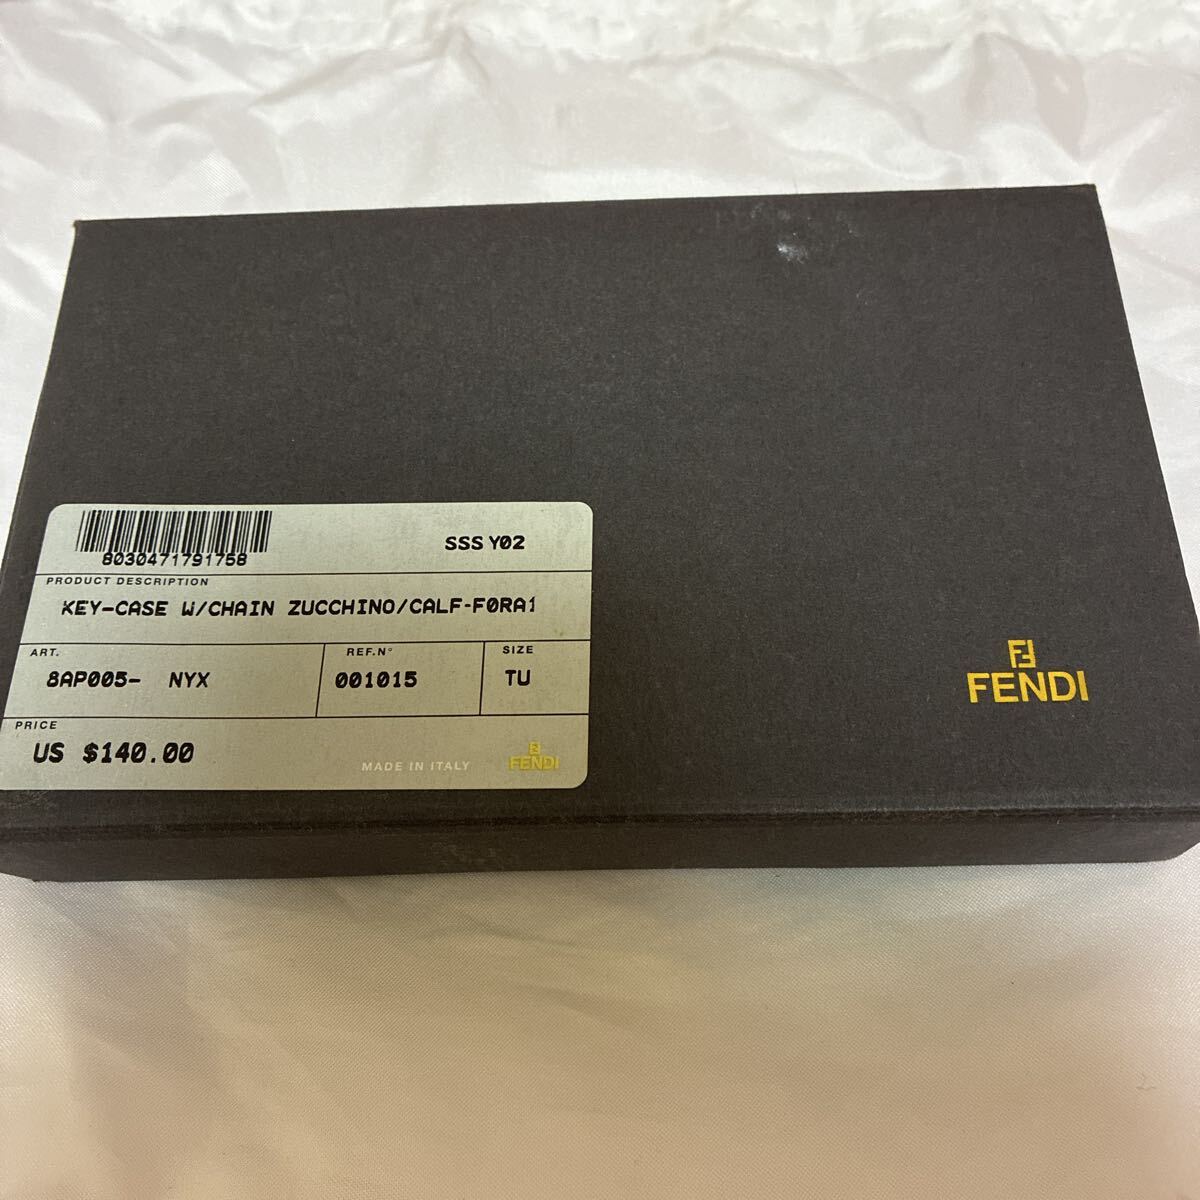 8030471791758
SSS Y02
PRODUCT DESCRIPTION
KEY-CASE W/CHAIN ZUCCHINO/CALF-F0RA1
ART.
REF.N°
SIZE
8AP005- NYX
001015
TU
PRICE
US $140.00
MADE IN ITALY
FENDI
FENDI